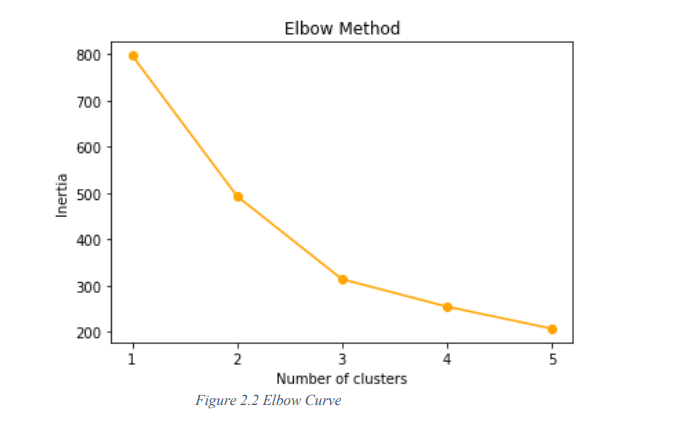 Elbow Method
800
700
600
500
400
300
200
Inertia
1 2 3 4 5
Number of clusters
Figure 2.2 Elbow Curve